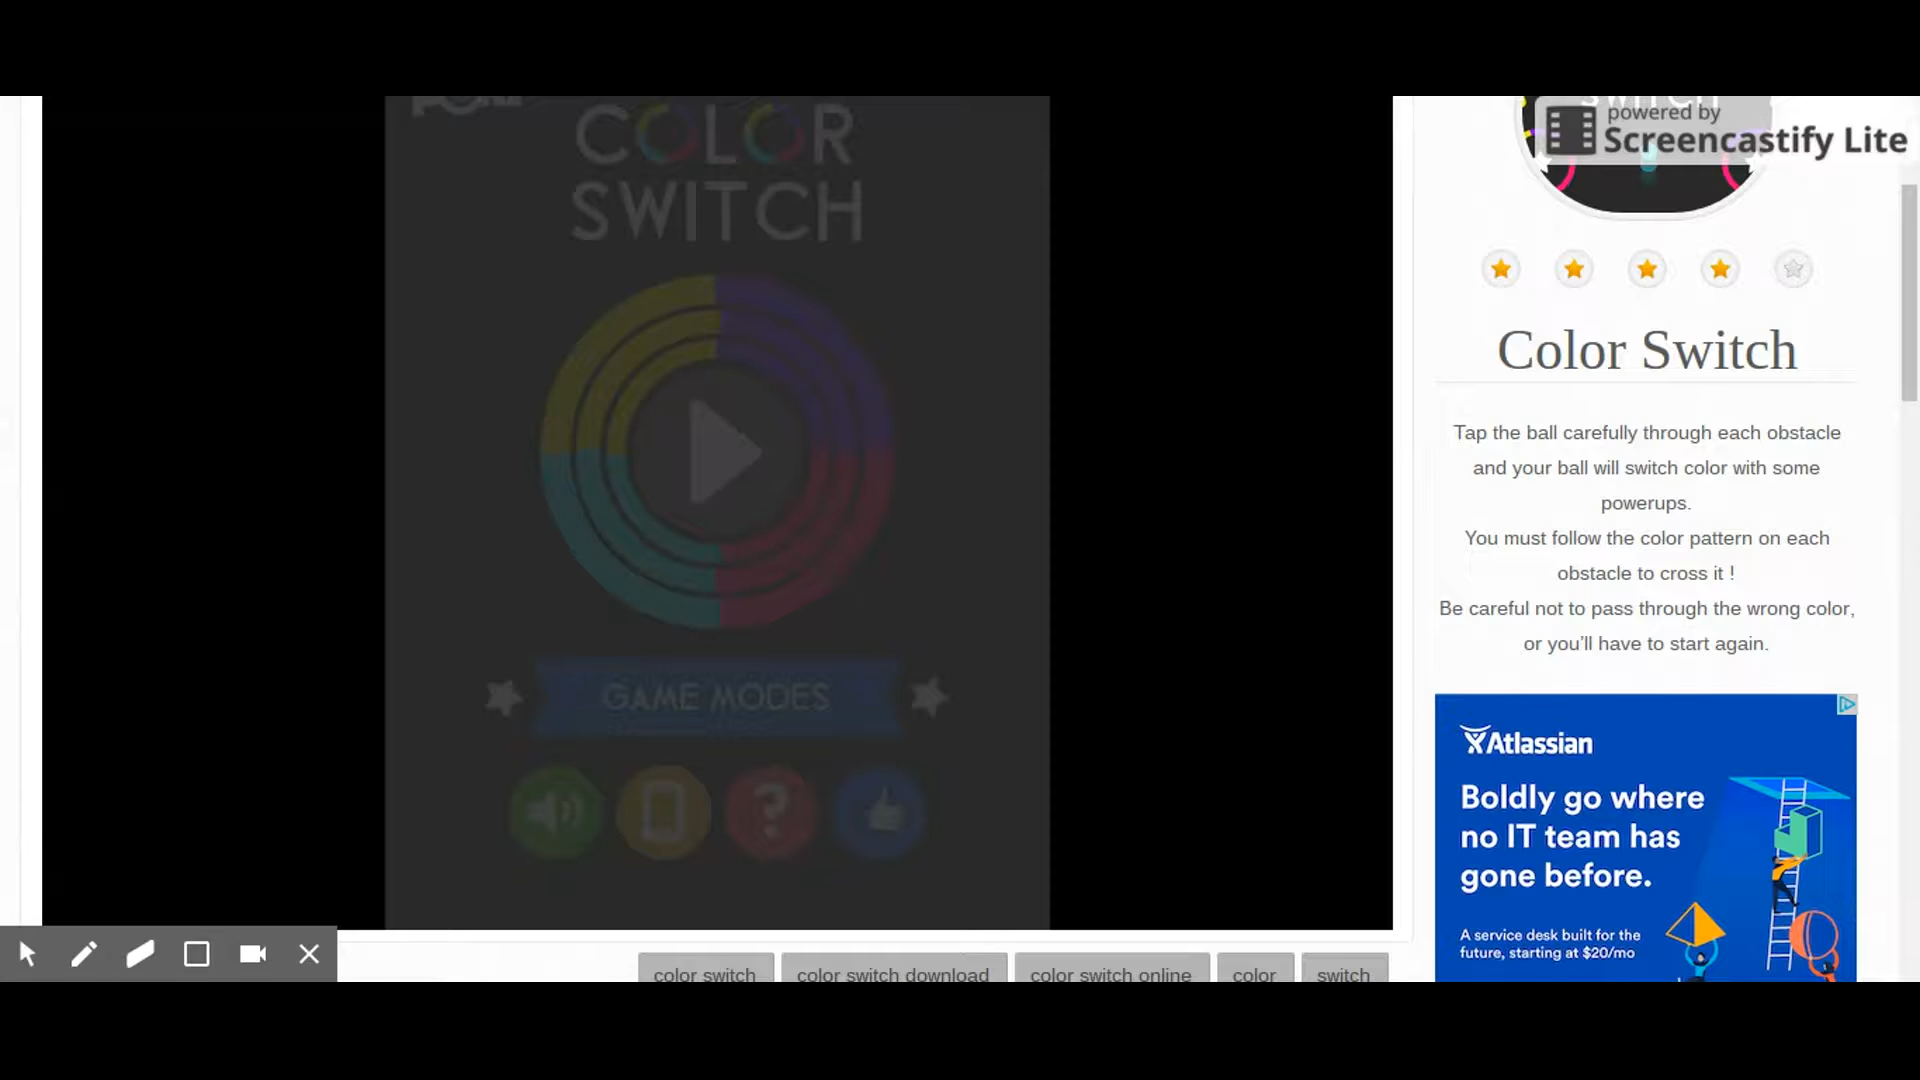 COLOR
SWITCH
GAME MODES
powered by
Screencastify Lite
Color Switch
Tap the ball carefully through each obstacle
and your ball will switch color with some
powerups.
You must follow the color pattern on each
obstacle to cross it !
Be careful not to pass through the wrong color,
or you'll have to start again.
Atlassian
Boldly go where
no IT team has
gone before.
A service desk built for the
future, starting at $20/mo
color switch
color switch download
color switch online
color
switch